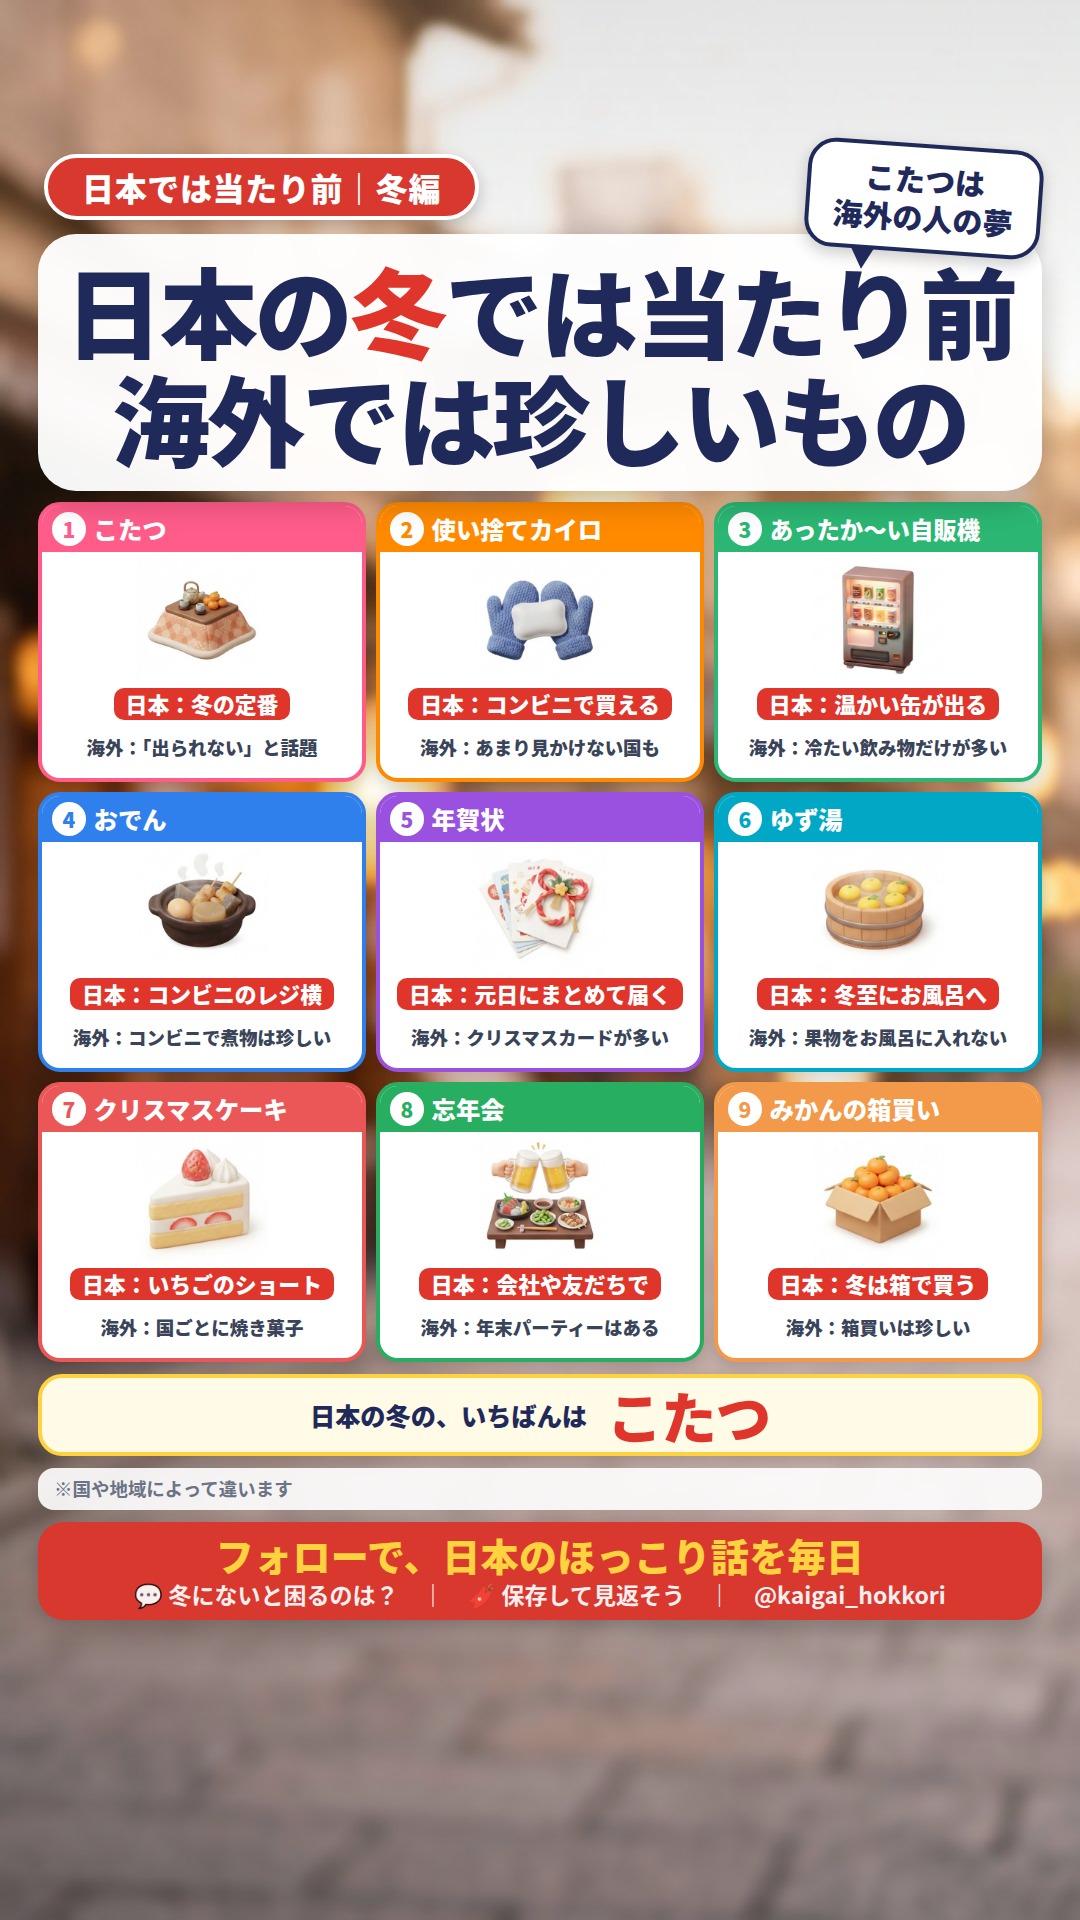 日本では当たり前｜冬編
こたつは
海外の人の夢
日本の冬では当たり前
海外では珍しいもの
1 こたつ
日本：冬の定番
海外：「出られない」と話題
2 使い捨てカイロ
日本：コンビニで買える
海外：あまり見かけない国も
3 あったか〜い自販機
日本：温かい缶が出る
海外：冷たい飲み物だけが多い
4 おでん
日本：コンビニのレジ横
海外：コンビニで煮物は珍しい
5 年賀状
日本：元日にまとめて届く
海外：クリスマスカードが多い
6 ゆず湯
日本：冬至にお風呂へ
海外：果物をお風呂に入れない
7 クリスマスケーキ
日本：いちごのショート
海外：国ごとに焼き菓子
8 忘年会
日本：会社や友だちで
海外：年末パーティーはある
9 みかんの箱買い
日本：冬は箱で買う
海外：箱買いは珍しい
日本の冬の、いちばんは こたつ
※国や地域によって違います
フォローで、日本のほっこり話を毎日
💬 冬にないと困るのは？ ｜ 🔖 保存して見返そう ｜ @kaigai_hokkori